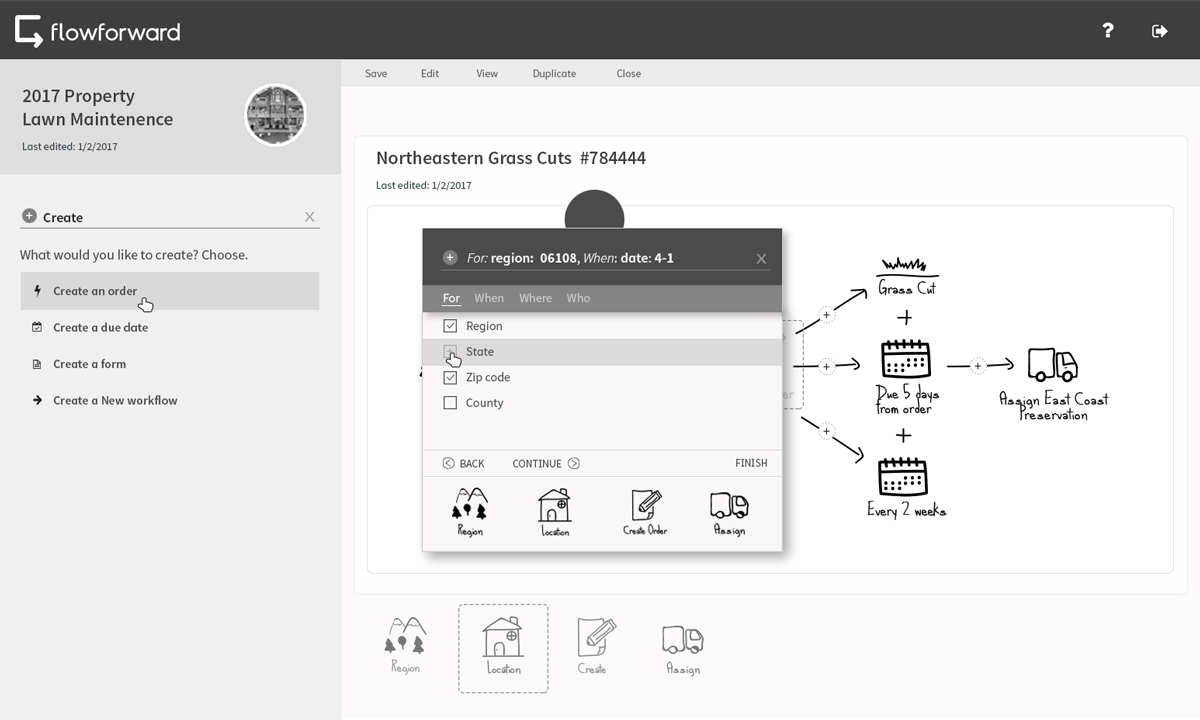 flowforward
?
Save Edit View Duplicate Close
2017 Property
Lawn Maintenence
Last edited: 1/2/2017
Create X
What would you like to create? Choose.
Create an order
Create a due date
Create a form
Create a New workflow
Northeastern Grass Cuts #784444
Last edited: 1/2/2017
For: region: 06108, When: date: 4-1 X
For When Where Who
Region
State
Zip code
County
BACK CONTINUE FINISH
Region Location Create Order Assign
Grass Cut
+
Due 5 days
from order
+
Every 2 weeks
Assign East Coast
Preservation
Region Location Create Assign